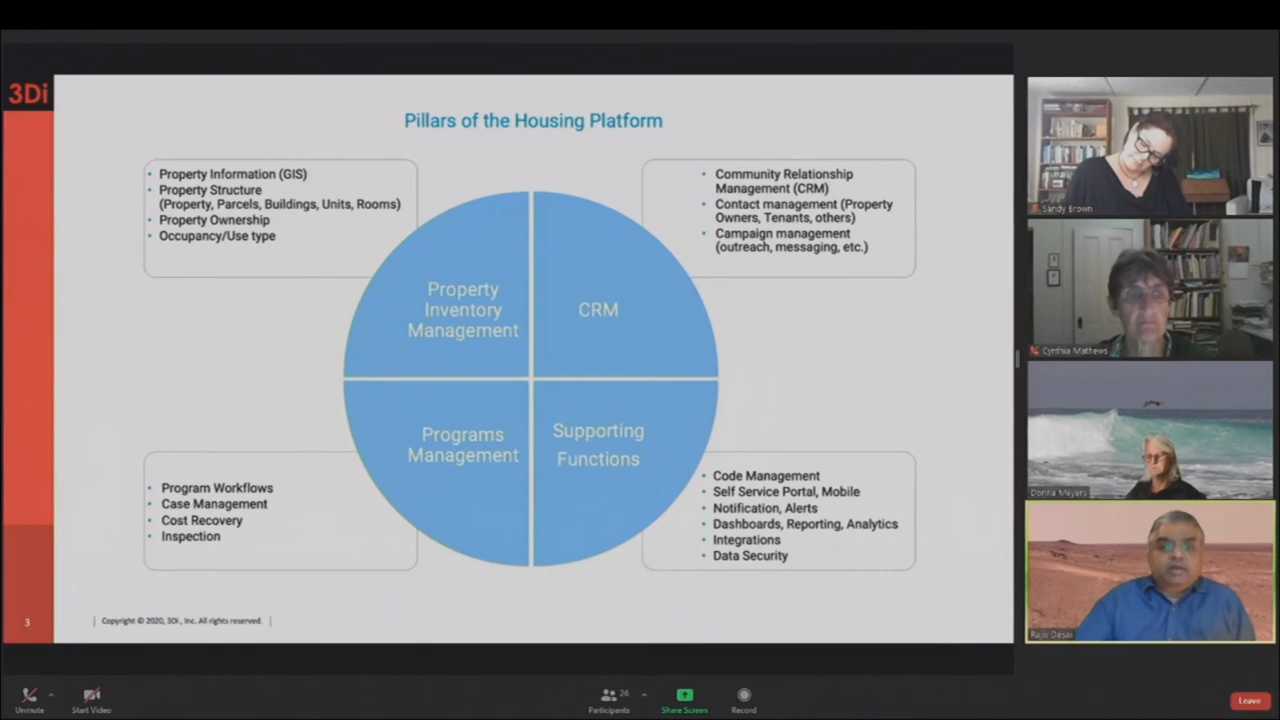 3Di
Pillars of the Housing Platform
Property Information (GIS)
Property Structure
(Property, Parcels, Buildings, Units, Rooms)
Property Ownership
Occupancy/Use type
Community Relationship
Management (CRM)
Contact management (Property
Owners, Tenants, others)
Campaign management
(outreach, messaging, etc.)
Property
Inventory
Management
CRM
Programs
Management
Supporting
Functions
Program Workflows
Case Management
Cost Recovery
Inspection
Code Management
Self Service Portal, Mobile
Notification, Alerts
Dashboards, Reporting, Analytics
Integrations
Data Security
3
Copyright © 2020, 3Di , Inc. All rights reserved.
Sandy Brown
Cynthia Mathews
Donna Meyers
Rajiv Desai
Unmute
Start Video
26
Participants
Share Screen
Record
Leave